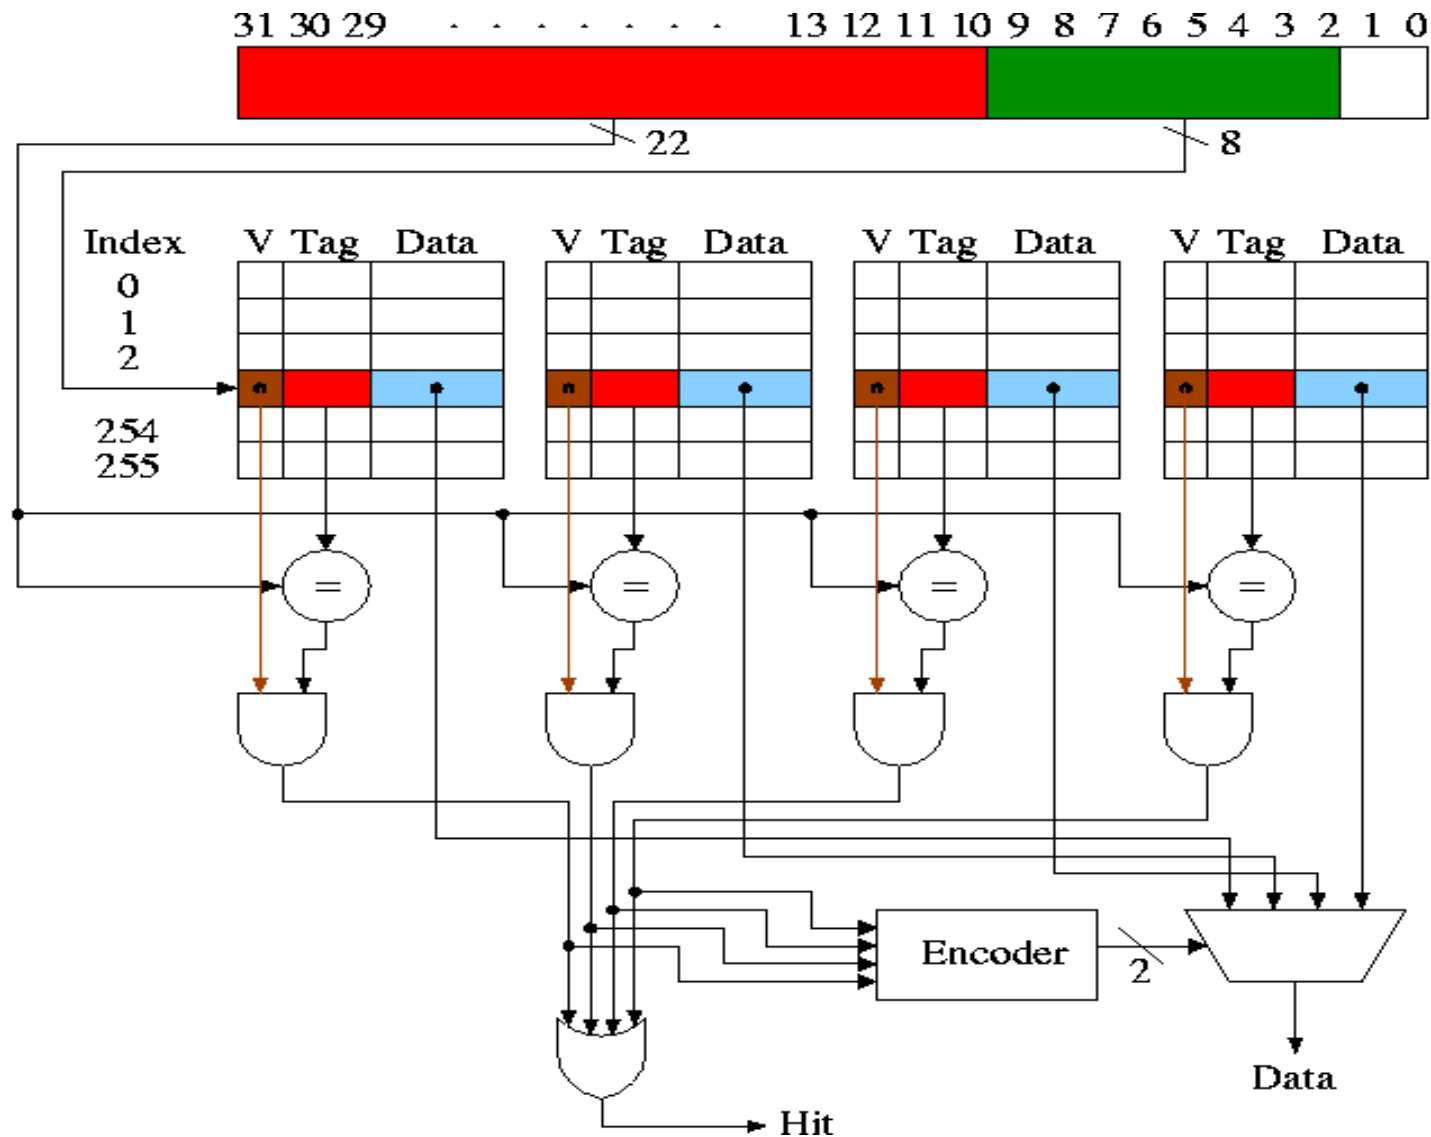 31 30 29 . . . . . . . 13 12 11 10 9 8 7 6 5 4 3 2 1 0
22 8
Index V Tag Data V Tag Data V Tag Data V Tag Data
0
1
2
254
255
= = = =
Encoder
2
Data
Hit